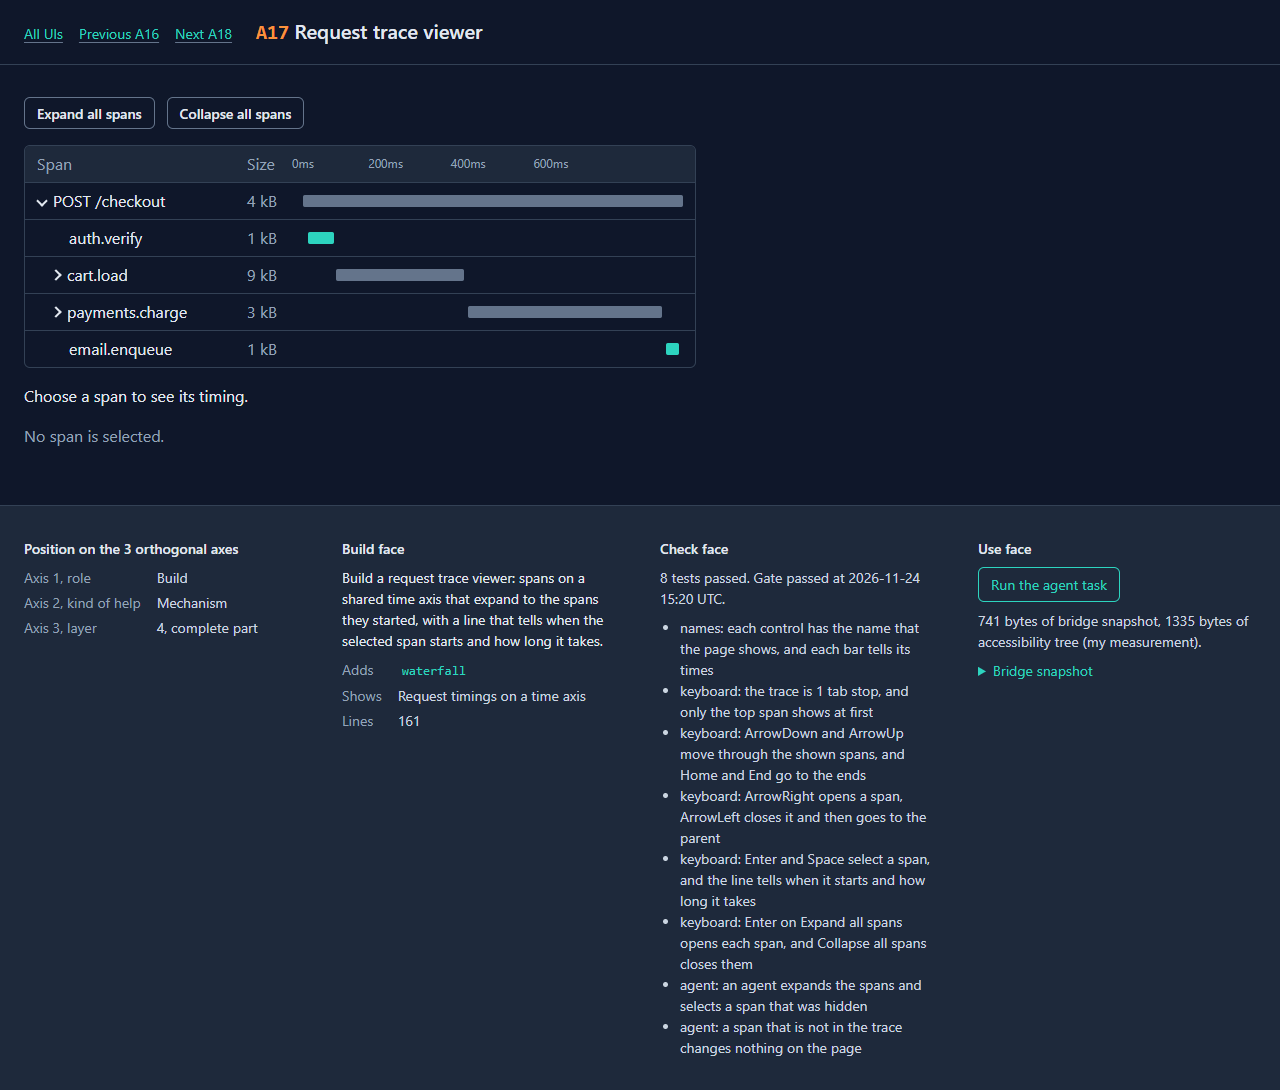 All UIs Previous A16 Next A18 A17 Request trace viewer
Expand all spans Collapse all spans
Span Size 0ms 200ms 400ms 600ms
POST /checkout 4 kB
auth.verify 1 kB
cart.load 9 kB
payments.charge 3 kB
email.enqueue 1 kB
Choose a span to see its timing.
No span is selected.
Position on the 3 orthogonal axes
Axis 1, role Build
Axis 2, kind of help Mechanism
Axis 3, layer 4, complete part
Build face
Build a request trace viewer: spans on a
shared time axis that expand to the spans
they started, with a line that tells when the
selected span starts and how long it takes.
Adds waterfall
Shows Request timings on a time axis
Lines 161
Check face
8 tests passed. Gate passed at 2026-11-24
15:20 UTC.
names: each control has the name that
the page shows, and each bar tells its
times
keyboard: the trace is 1 tab stop, and
only the top span shows at first
keyboard: ArrowDown and ArrowUp
move through the shown spans, and
Home and End go to the ends
keyboard: ArrowRight opens a span,
ArrowLeft closes it and then goes to the
parent
keyboard: Enter and Space select a span,
and the line tells when it starts and how
long it takes
keyboard: Enter on Expand all spans
opens each span, and Collapse all spans
closes them
agent: an agent expands the spans and
selects a span that was hidden
agent: a span that is not in the trace
changes nothing on the page
Use face
Run the agent task
741 bytes of bridge snapshot, 1335 bytes of
accessibility tree (my measurement).
Bridge snapshot